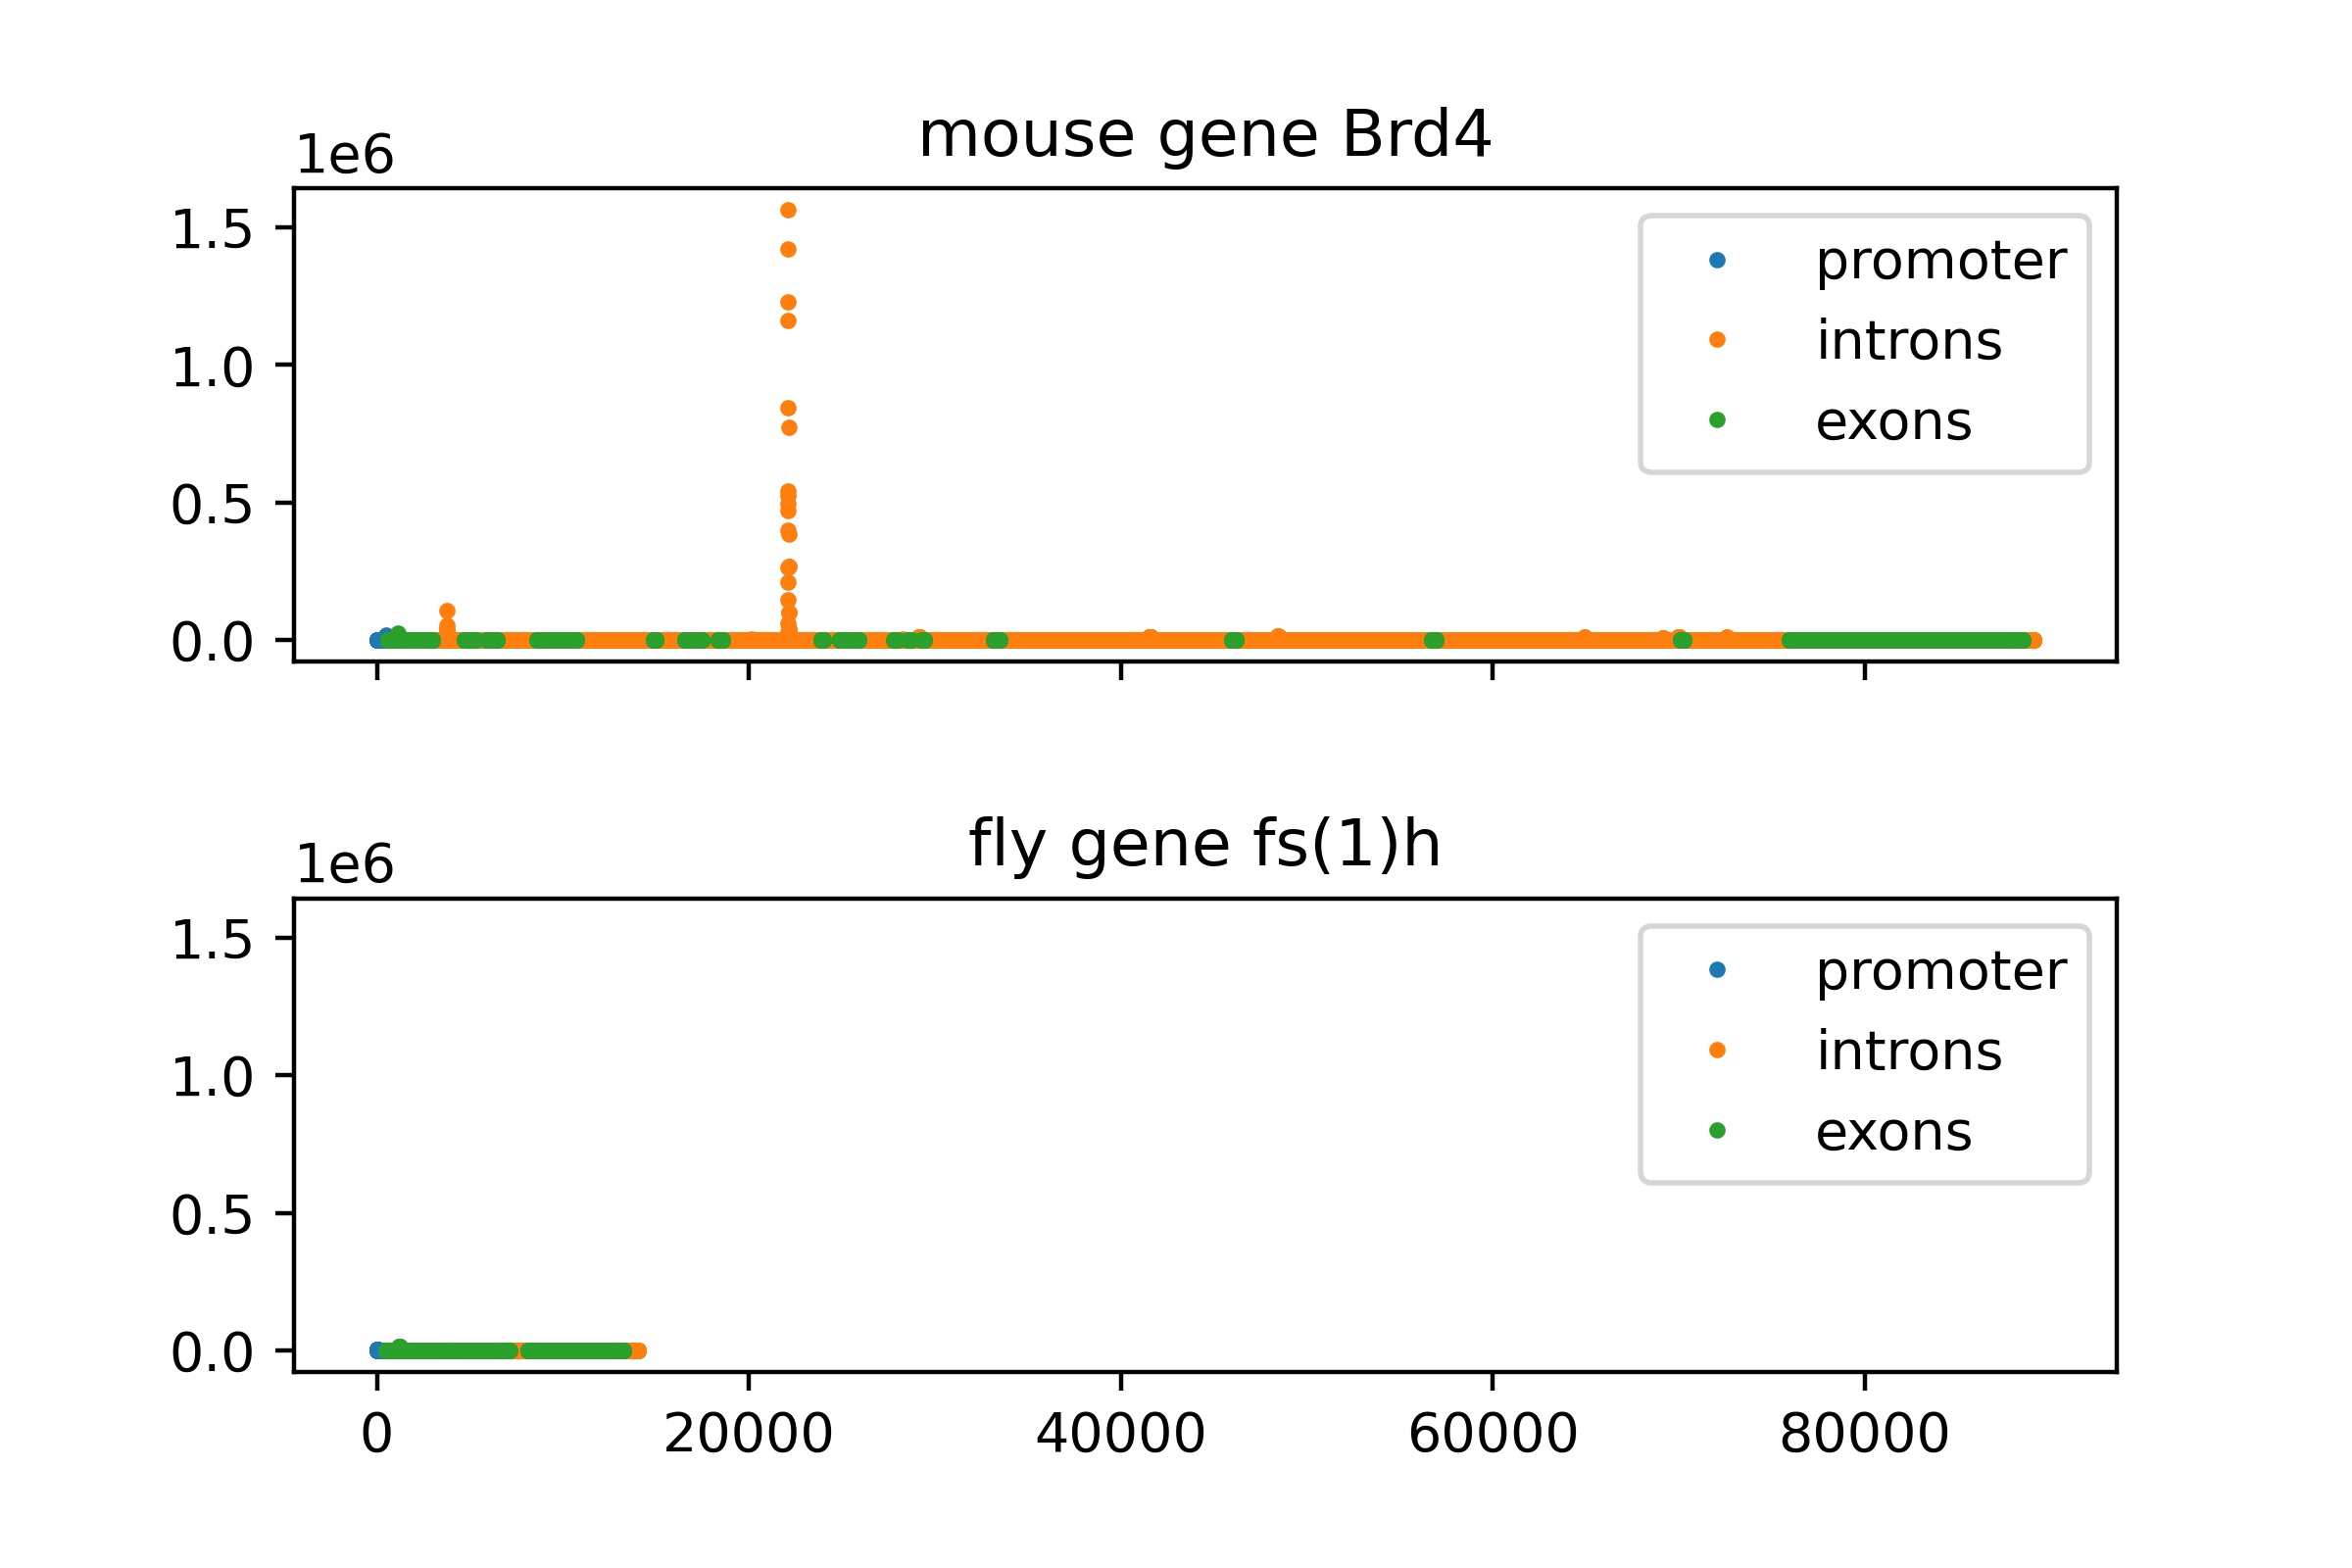 mouse gene Brd4
1e6
1.5
1.0
0.5
0.0
promoter
introns
exons
fly gene fs(1)h
1e6
1.5
1.0
0.5
0.0
promoter
introns
exons
0 20000 40000 60000 80000